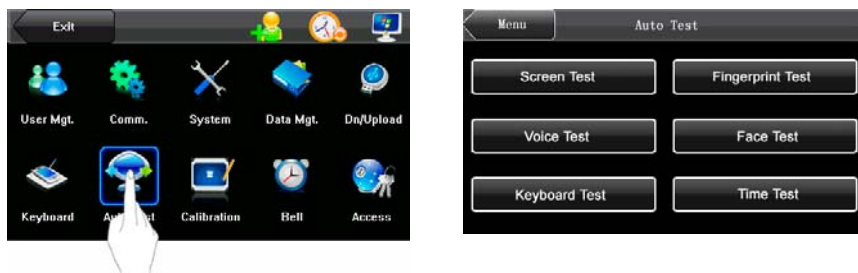 Exit
User Mgt. Comm. System Data Mgt. Dn/Upload
Keyboard Calibration Bell Access
Menu Auto Test
Screen Test Fingerprint Test
Voice Test Face Test
Keyboard Test Time Test